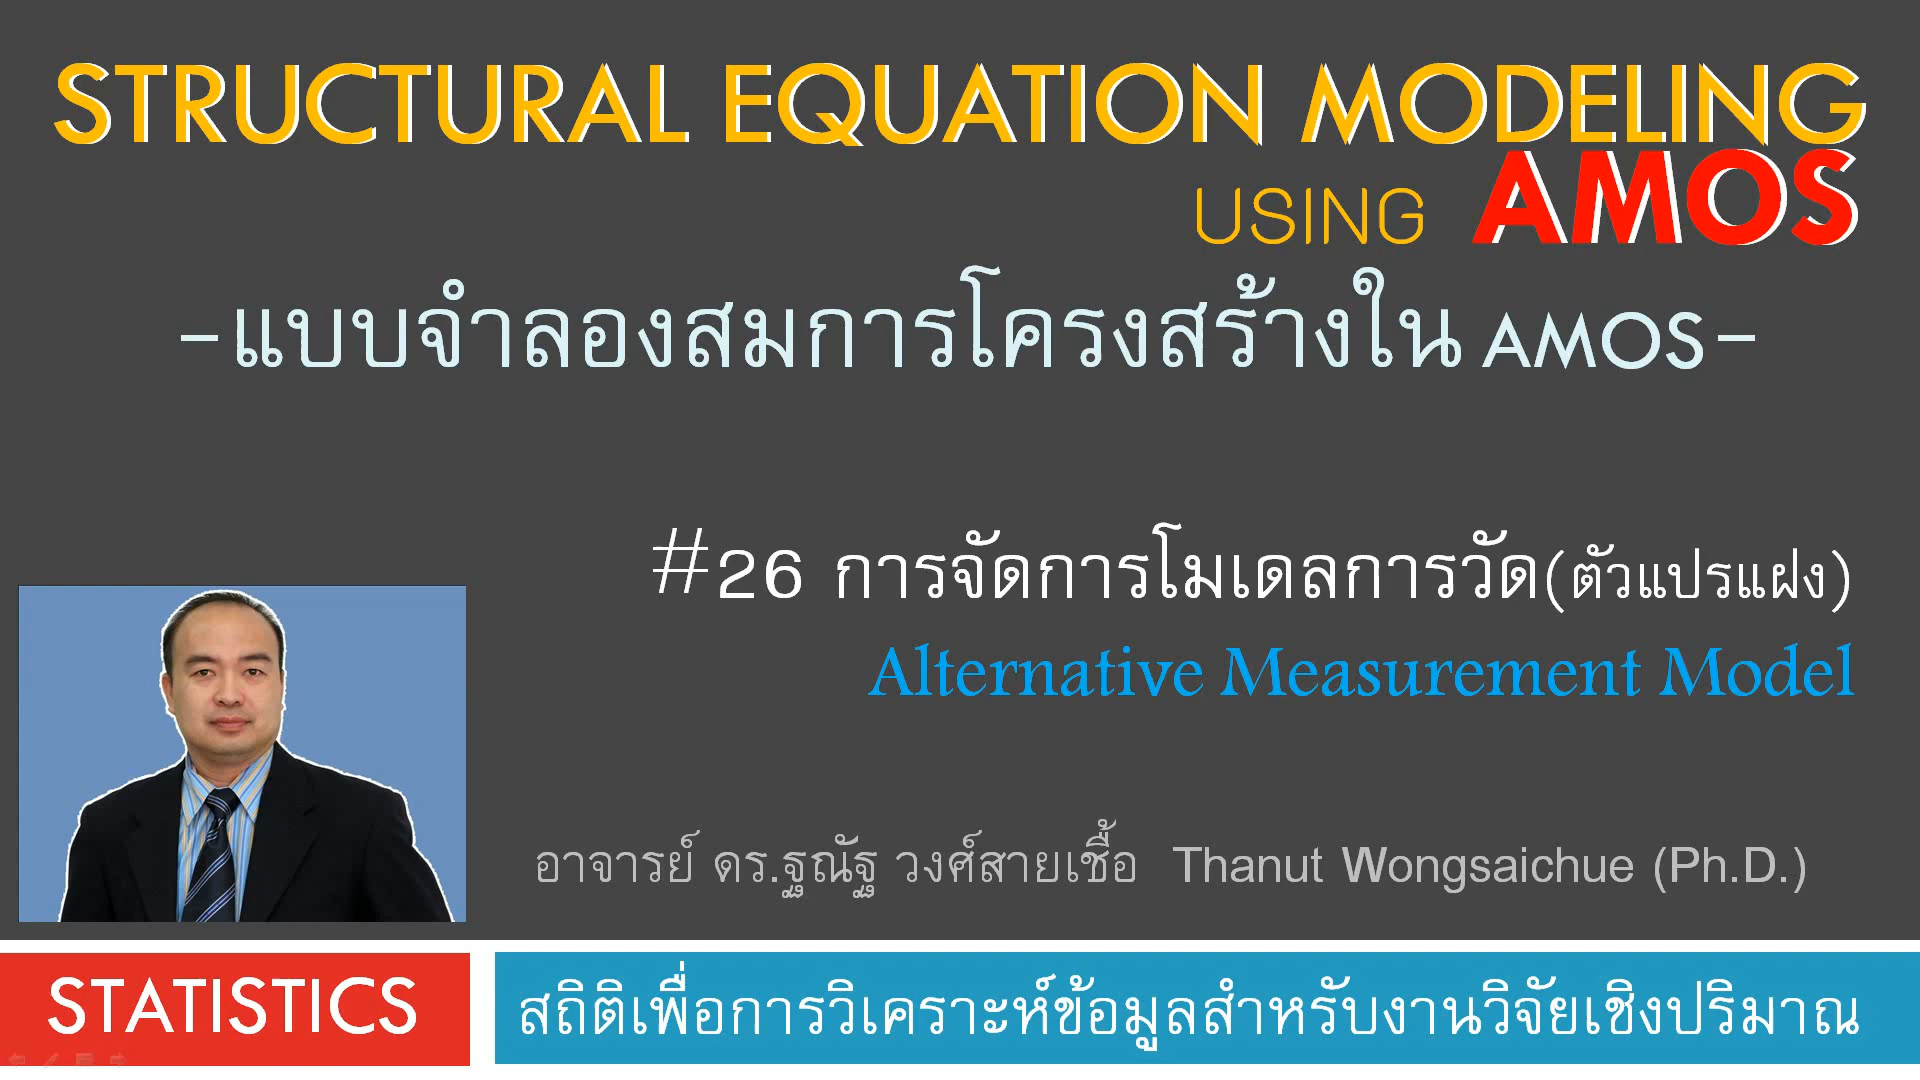 STRUCTURAL EQUATION MODELING
USING AMOS
-แบบจำลองสมการโครงสร้างใน AMOS-
#26 การจัดการโมเดลการวัด(ตัวแปรแฝง)
Alternative Measurement Model
อาจารย์ ดร.ฐณัฐ วงศ์สายเชื้อ Thanut Wongsaichue (Ph.D.)
STATISTICS
สถิติเพื่อการวิเคราะห์ข้อมูลสำหรับงานวิจัยเชิงปริมาณ